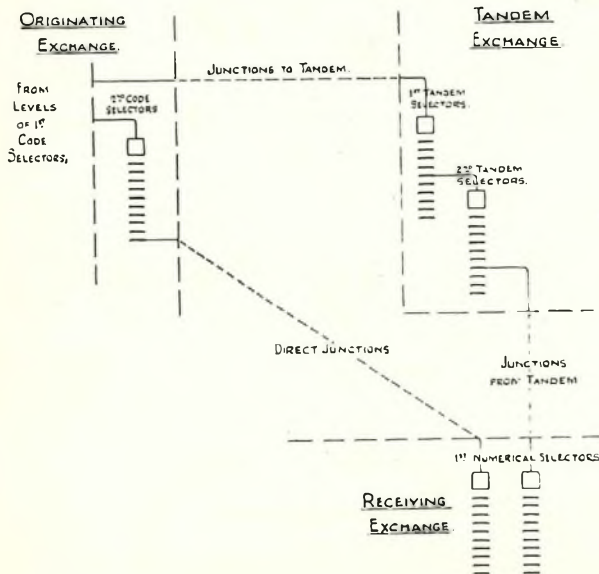 ORIGINATING
EXCHANGE.
FROM
LEVELS
OF 1ST
CODE
SELECTORS,
2ND CODE
SELECTORS
JUNCTIONS TO TANDEM.
TANDEM
EXCHANGE.
1ST TANDEM
SELECTORS.
2ND TANDEM
SELECTORS.
DIRECT JUNCTIONS
JUNCTIONS
FROM TANDEM
1ST NUMERICAL SELECTORS
RECEIVING
EXCHANGE.